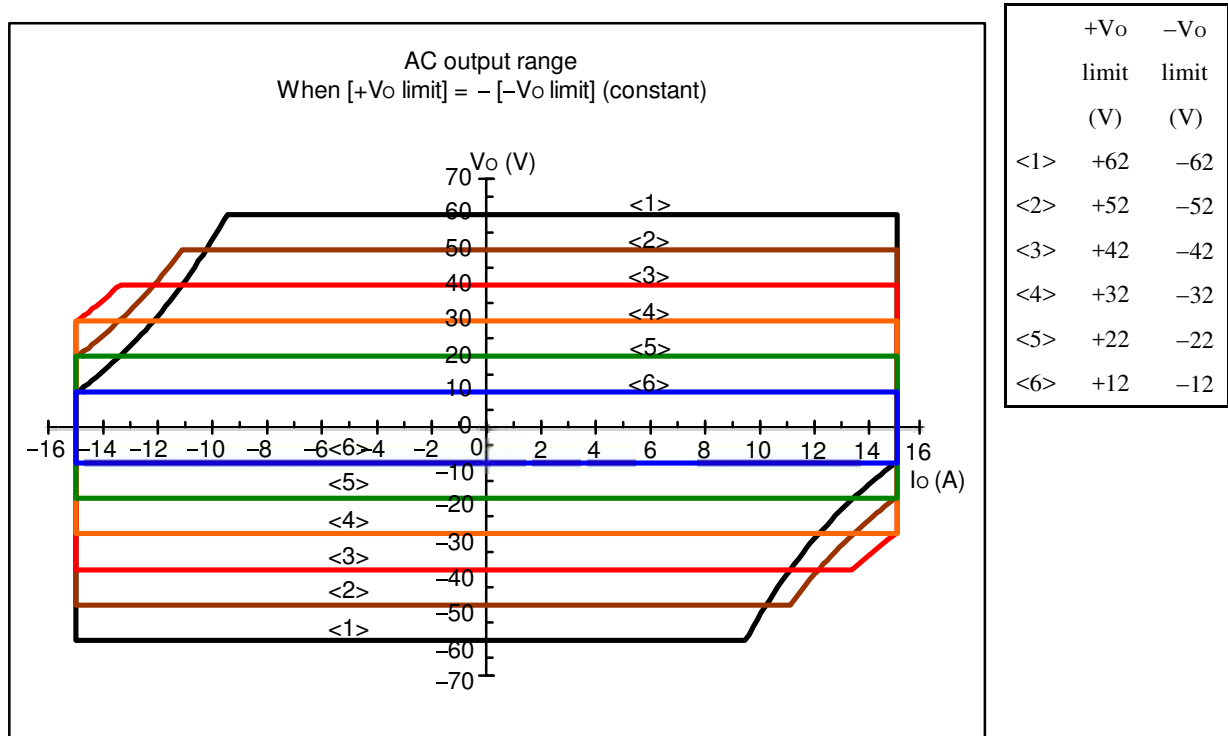 AC output range
When [+VO limit] = – [–VO limit] (constant)
VO (V)
70
60
50
40
30
20
10
0
<1>
<2>
<3>
<4>
<5>
<6>
–16 –14 –12 –10 –8 –6 –4 –2 0 2 4 6 8 10 12 14 16
IO (A)
<6>
<5>
<4>
<3>
<2>
<1>
–10
–20
–30
–40
–50
–60
–70
+VO –VO
limit limit
(V) (V)
<1> +62 –62
<2> +52 –52
<3> +42 –42
<4> +32 –32
<5> +22 –22
<6> +12 –12